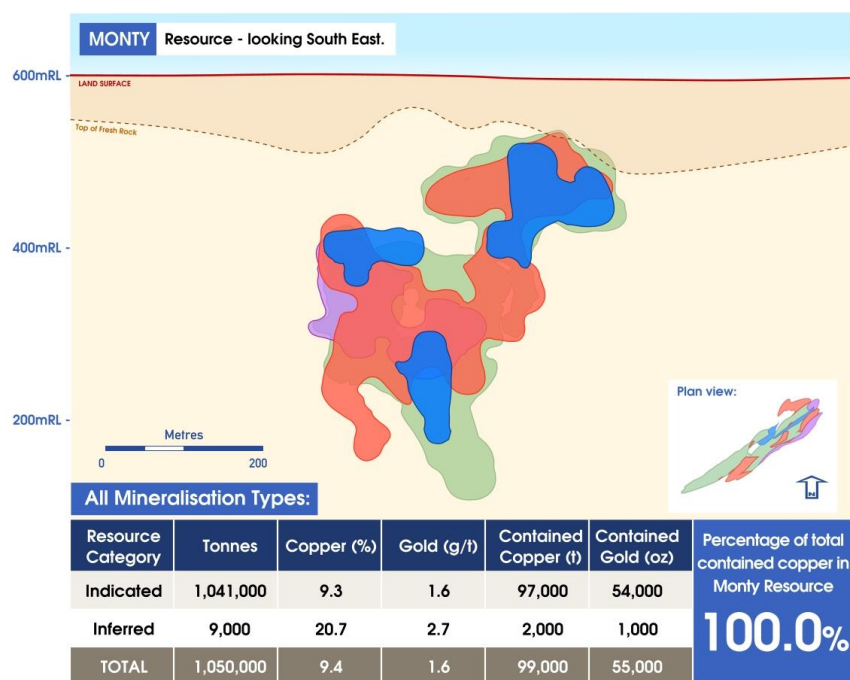 MONTY Resource - looking South East.
600mRL
LAND SURFACE
Top of Fresh Rock
400mRL
200mRL
Metres
0 200
Plan view:
N
All Mineralisation Types:
Resource Category Tonnes Copper (%) Gold (g/t) Contained Copper (t) Contained Gold (oz)
Indicated 1,041,000 9.3 1.6 97,000 54,000
Inferred 9,000 20.7 2.7 2,000 1,000
TOTAL 1,050,000 9.4 1.6 99,000 55,000
Percentage of total
contained copper in
Monty Resource
100.0%